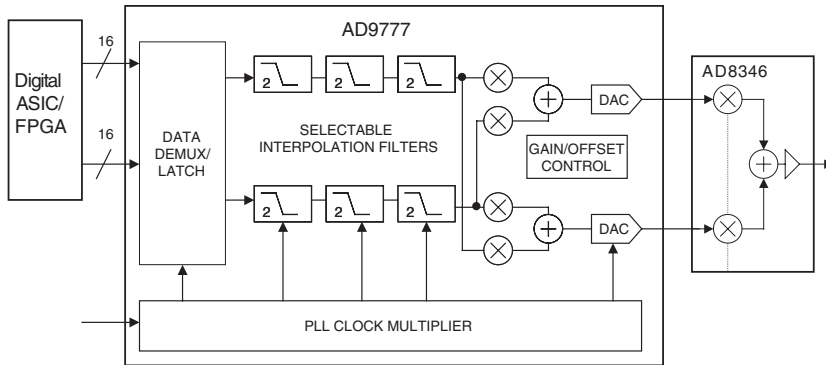 AD9777
16
Digital
ASIC/
FPGA
16
DATA
DEMUX/
LATCH
2
2
2
SELECTABLE
INTERPOLATION FILTERS
2
2
2
DAC
GAIN/OFFSET
CONTROL
DAC
AD8346
PLL CLOCK MULTIPLIER